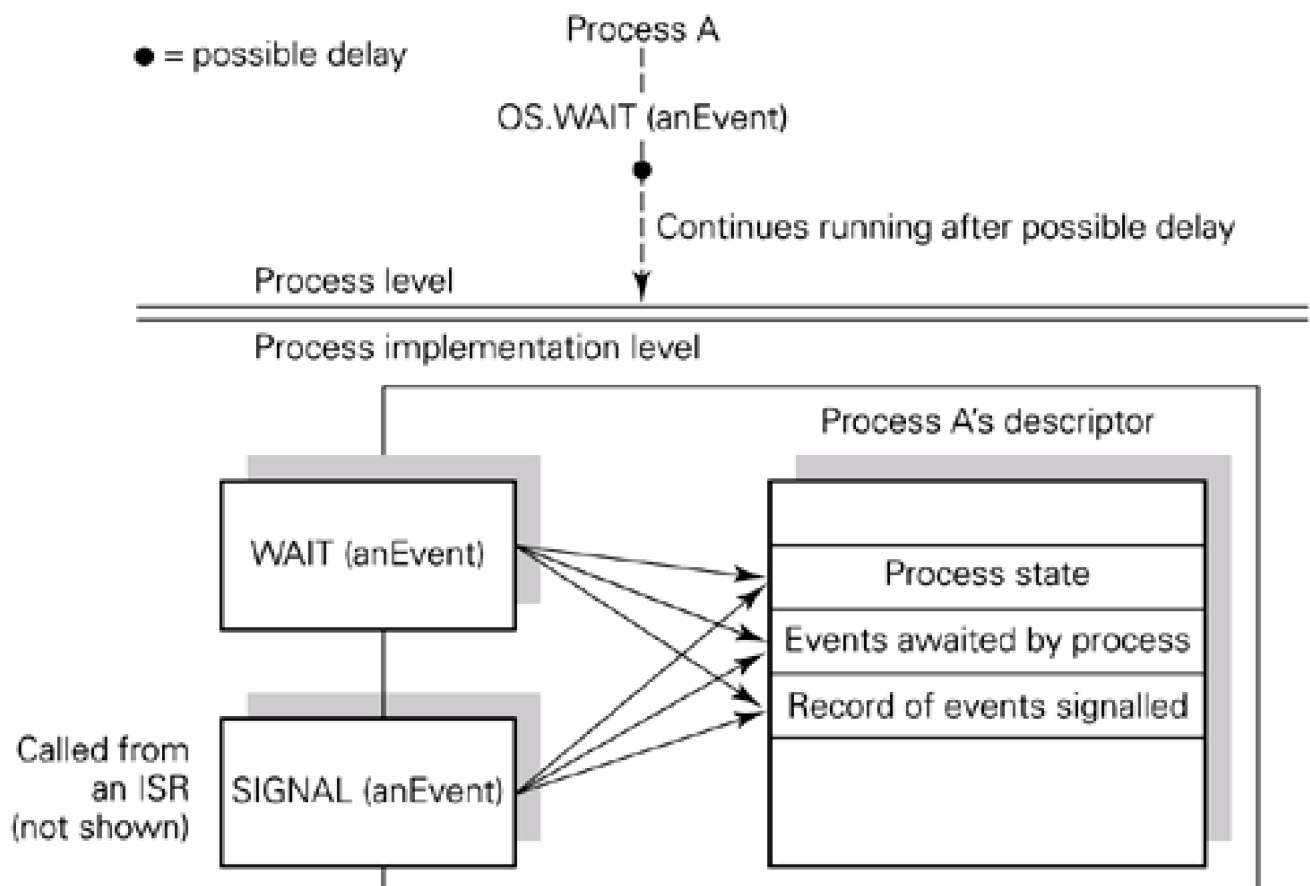 Process A
● = possible delay
OS.WAIT (anEvent)
Continues running after possible delay
Process level
Process implementation level
Process A's descriptor
WAIT (anEvent)
Process state
Events awaited by process
Record of events signalled
Called from
an ISR
(not shown)
SIGNAL (anEvent)